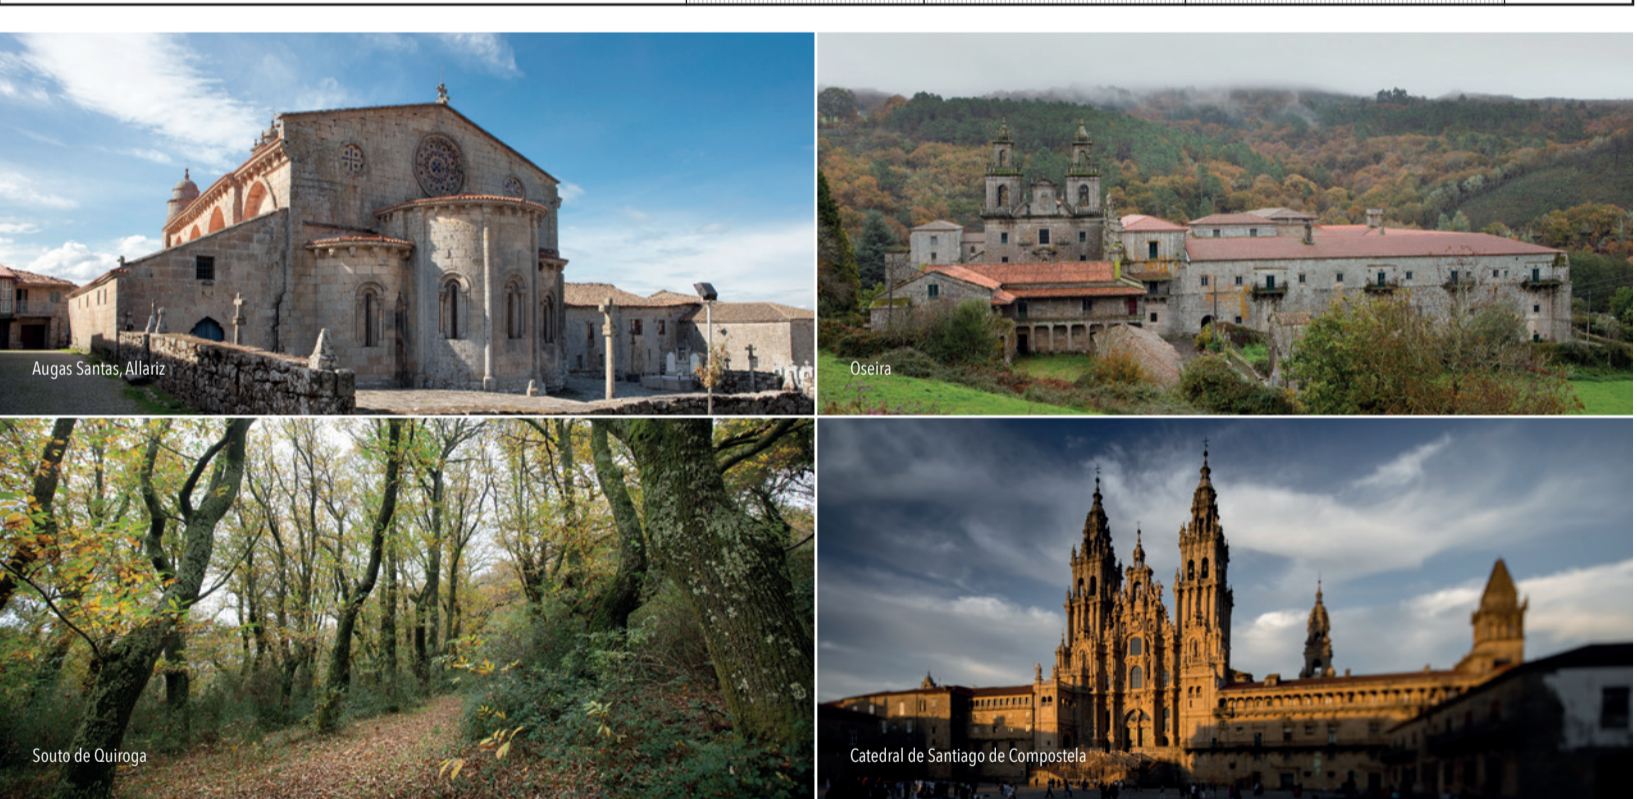 Augas Santas, Allariz
Oseira
Souto de Quiroga
Catedral de Santiago de Compostela